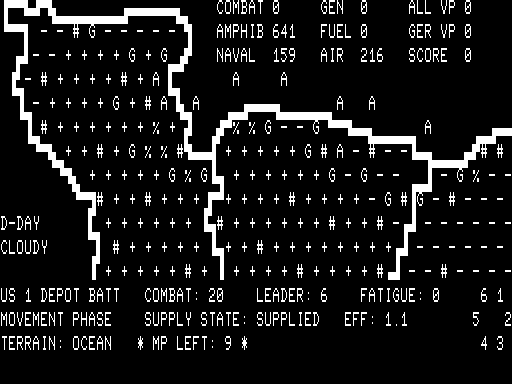 COMBAT 0 GEN 0 ALL VP 0
- - # G - - - - - AMPHIB 641 FUEL 0 GER VP 0
- - + + + + G + G NAVAL 159 AIR 216 SCORE 0
- # + + + + # + A A A
- + + + + G + # A A A A
# + + + + + + % + % % G - - G A
# + + + + G % % # + + + + + G # A - # - - # #
+ + + + + G % G + + + + + + G - G - - G % -
# + + # + + + + + + # + + + + + G # G - # - - -
D-DAY + + + + + + + + + + + + + + + # - - - - - -
CLOUDY # + + + + + + + # + + + + + + + # + - - - - -
+ + + + + # + + + + + + + + + + # - - # - - - -
US 1 DEPOT BATT COMBAT: 20 LEADER: 6 FATIGUE: 0 6 1
MOVEMENT PHASE SUPPLY STATE: SUPPLIED EFF: 1.1 5 2
TERRAIN: OCEAN * MP LEFT: 9 * 4 3